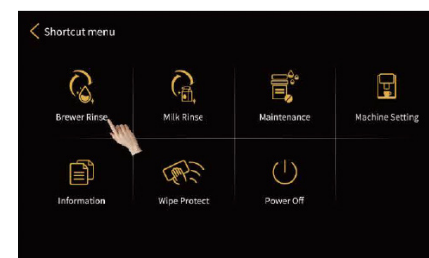 Shortcut menu
Brewer Rinse
Milk Rinse
Maintenance
Machine Setting
Information
Wipe Protect
Power Off